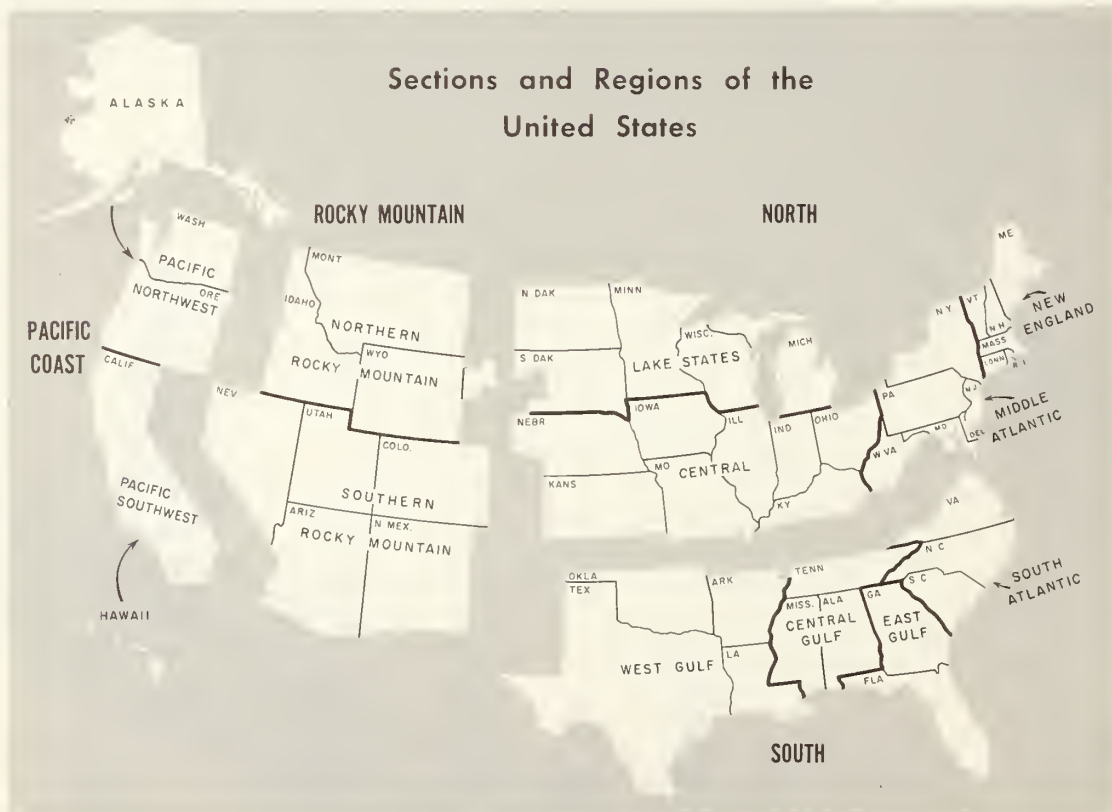 Sections and Regions of the
United States
ALASKA
ROCKY MOUNTAIN
NORTH
WASH
PACIFIC
ORE
NORTHWEST
PACIFIC
COAST
CALIF
PACIFIC
SOUTHWEST
HAWAII
MONT
IDAHO
NORTHERN
WYO
ROCKY MOUNTAIN
NEV
UTAH
COLO.
SOUTHERN
ARIZ
N MEX.
ROCKY MOUNTAIN
N DAK
MINN
S DAK
WISC.
LAKE STATES
MICH
NEBR
IOWA
ILL
IND
OHIO
MO
CENTRAL
KANS
KY
W VA
ME
N Y
VT
N H
MASS
CONN
R I
NEW
ENGLAND
PA
N J
MD
DEL
MIDDLE
ATLANTIC
VA
N C
S C
SOUTH
ATLANTIC
OKLA
TEX
ARK
TENN
MISS.
ALA
GA
CENTRAL
GULF
EAST
GULF
LA
WEST GULF
FLA
SOUTH